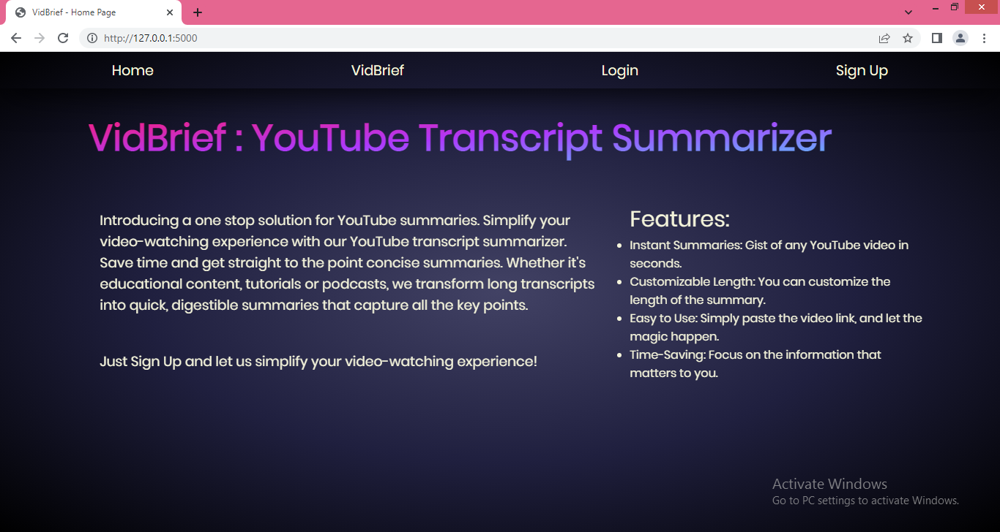 VidBrief - Home Page
http://127.0.0.1:5000
Home VidBrief Login Sign Up
VidBrief : YouTube Transcript Summarizer
Introducing a one stop solution for YouTube summaries. Simplify your
video-watching experience with our YouTube transcript summarizer.
Save time and get straight to the point concise summaries. Whether it's
educational content, tutorials or podcasts, we transform long transcripts
into quick, digestible summaries that capture all the key points.
Just Sign Up and let us simplify your video-watching experience!
Features:
• Instant Summaries: Gist of any YouTube video in
seconds.
• Customizable Length: You can customize the
length of the summary.
• Easy to Use: Simply paste the video link, and let the
magic happen.
• Time-Saving: Focus on the information that
matters to you.
Activate Windows
Go to PC settings to activate Windows.